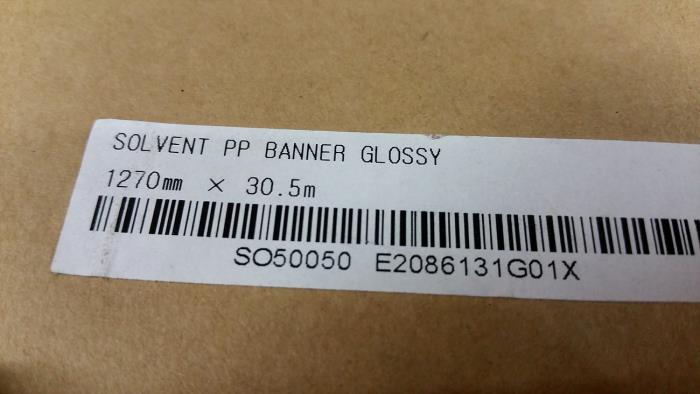 SOLVENT PP BANNER GLOSSY
1270mm × 30.5m
SO50050 E2086131G01X